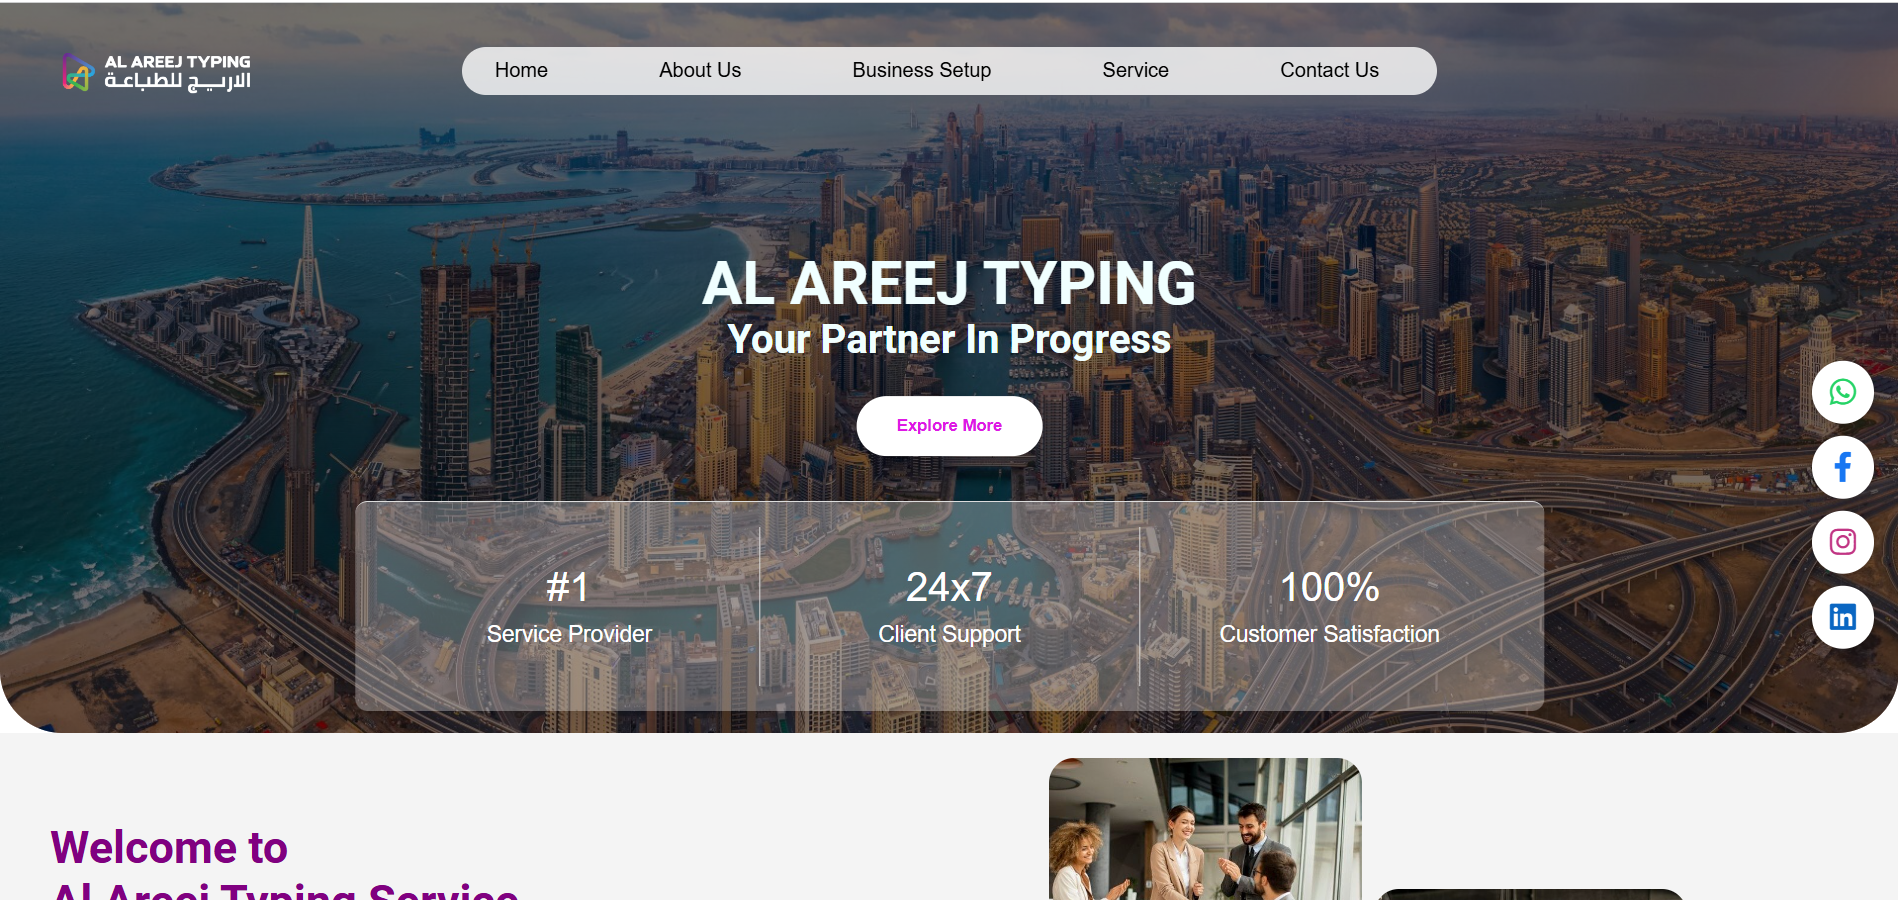 AL AREEJ TYPING
الاريج للطباعة
Home
About Us
Business Setup
Service
Contact Us
AL AREEJ TYPING
Your Partner In Progress
Explore More
#1
Service Provider
24x7
Client Support
100%
Customer Satisfaction
Welcome to
Al Areej Typing Service